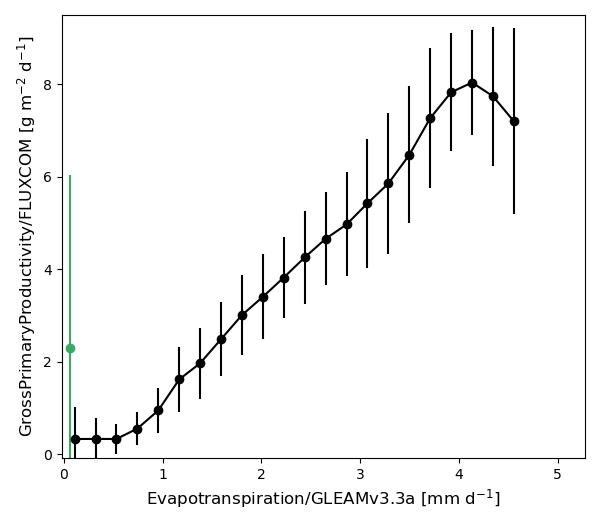 GrossPrimaryProductivity/FLUXCOM [g m⁻² d⁻¹]
8
6
4
2
0
0 1 2 3 4 5
Evapotranspiration/GLEAMv3.3a [mm d⁻¹]